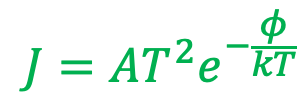 J = AT²e^{-ϕ/kT}